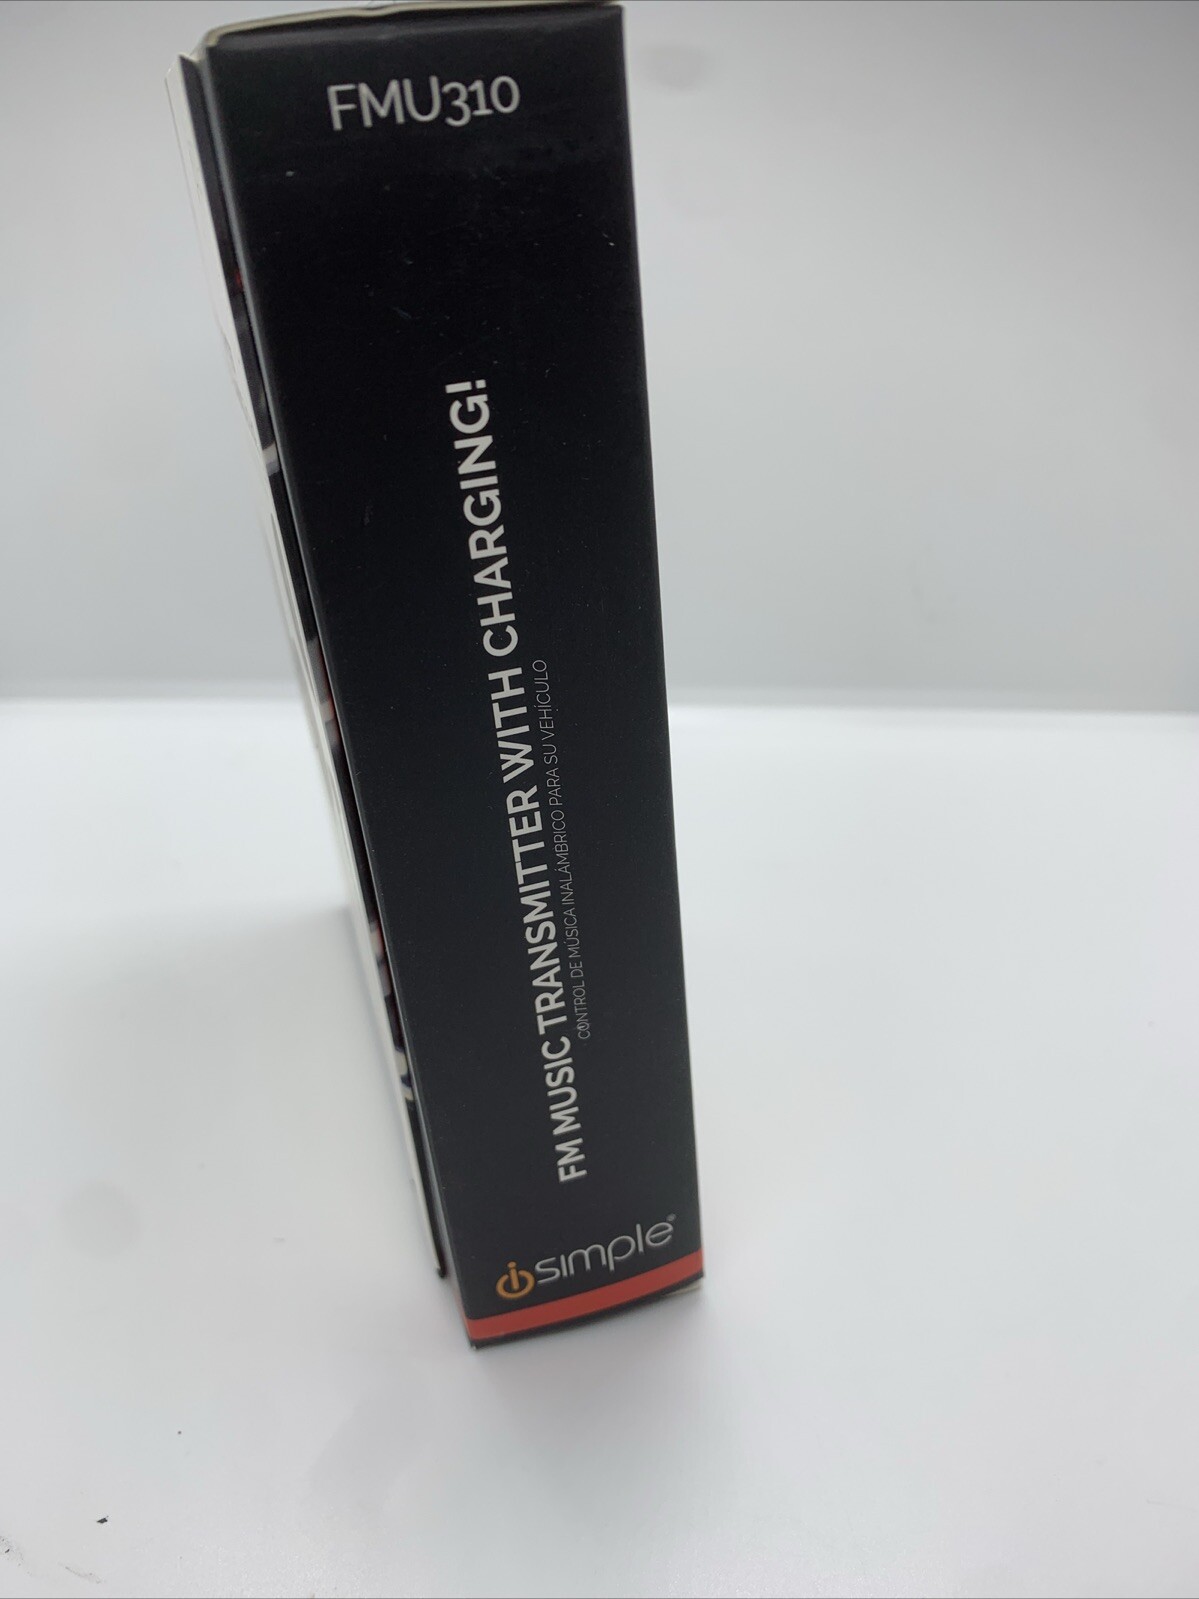 FMU310
FM MUSIC TRANSMITTER WITH CHARGING!
CONTROL DE MÚSICA INALÁMBRICO PARA SU VEHÍCULO
isimple®